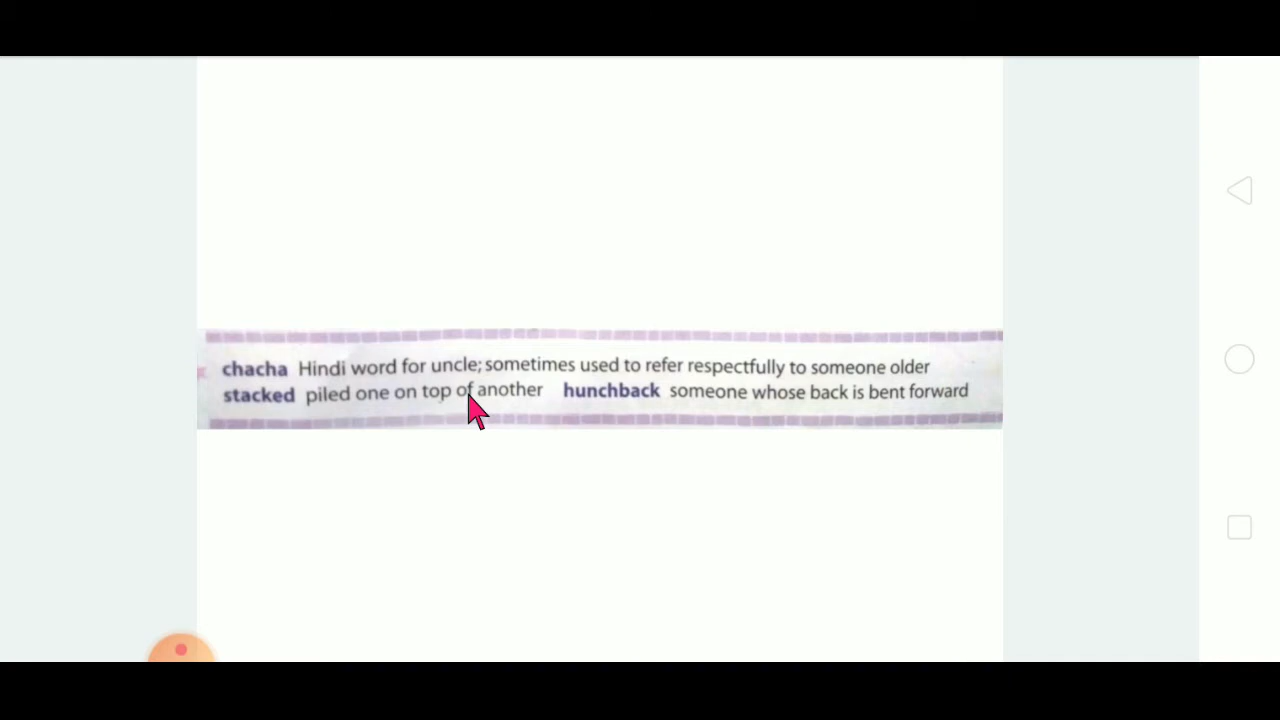 chacha Hindi word for uncle; sometimes used to refer respectfully to someone older
stacked piled one on top of another hunchback someone whose back is bent forward